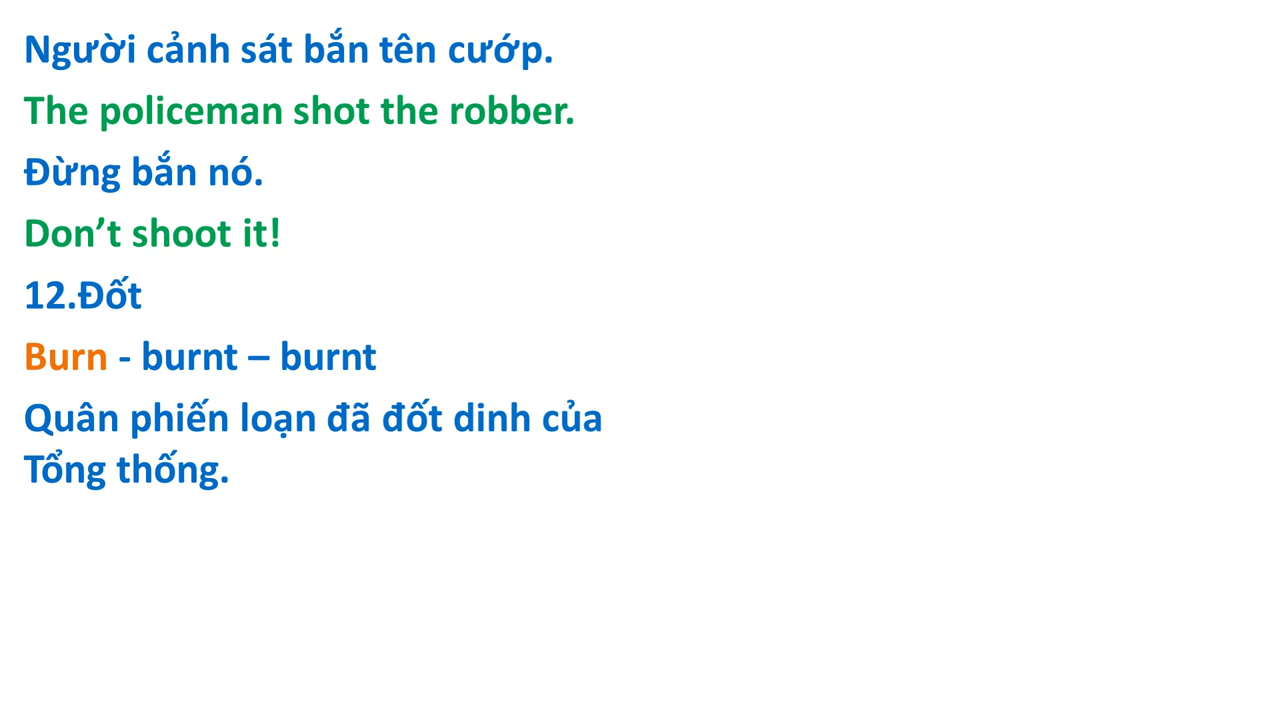 Người cảnh sát bắn tên cướp.
The policeman shot the robber.
Đừng bắn nó.
Don’t shoot it!
12.Đốt
Burn - burnt – burnt
Quân phiến loạn đã đốt dinh của
Tổng thống.